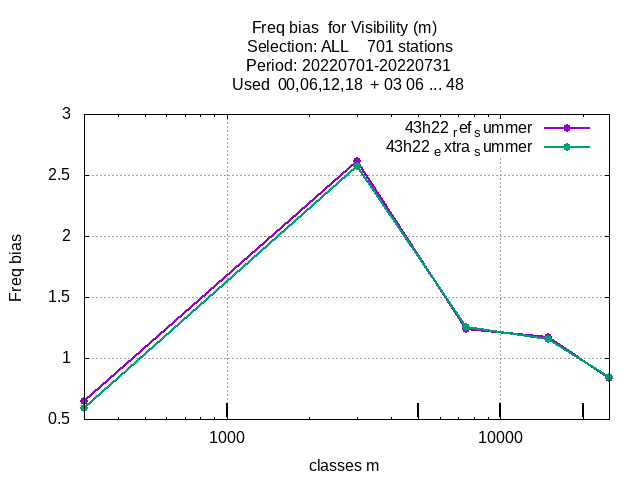 Freq bias  for Visibility (m)
Selection: ALL    701 stations
Period: 20220701-20220731
Used  00,06,12,18  + 03 06 ... 48
43h22 ref summer
43h22 extra summer
3
2.5
2
1.5
1
0.5
Freq bias
1000
10000
classes m